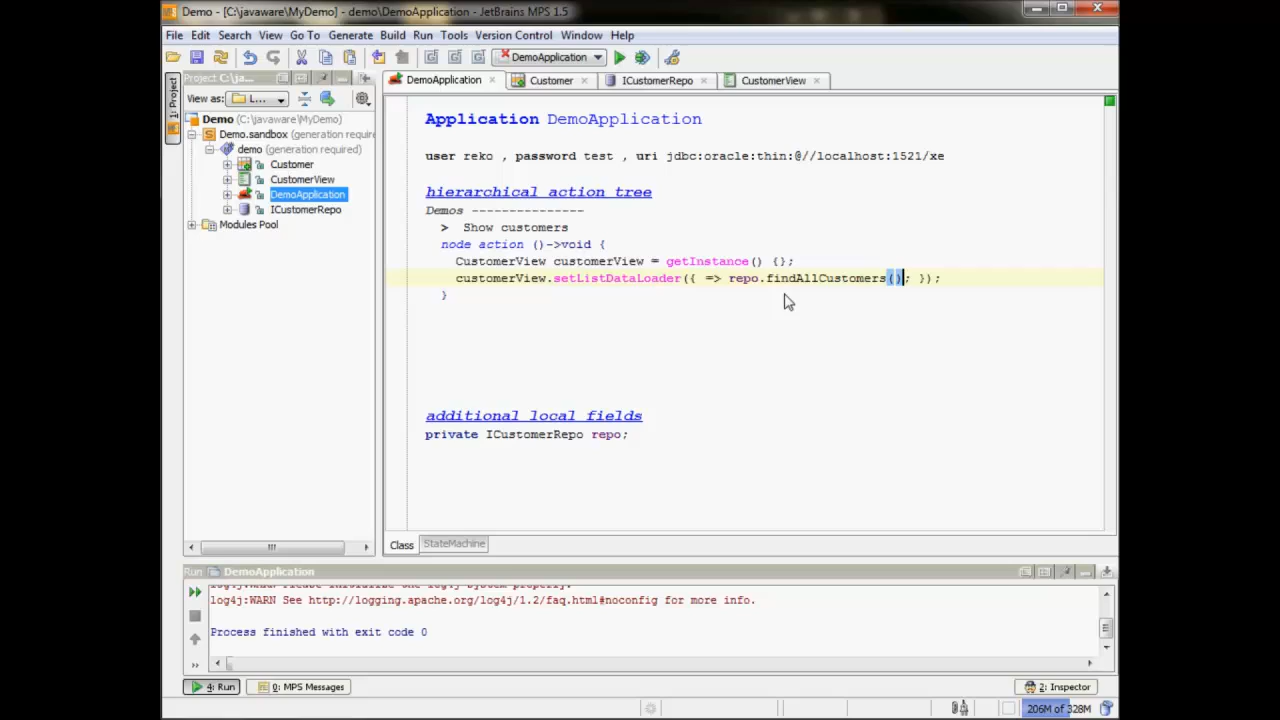 Demo - [C:\javaware\MyDemo] - demo\DemoApplication - JetBrains MPS 1.5
File Edit Search View Go To Generate Build Run Tools Version Control Window Help
DemoApplication
Project C:\ja...
DemoApplication Customer ICustomerRepo CustomerView
1: Project
View as: L...
Demo (C:\javaware\MyDemo)
Demo.sandbox (generation require
demo (generation required)
Customer
CustomerView
DemoApplication
ICustomerRepo
Modules Pool
Application DemoApplication
user reko , password test , uri jdbc:oracle:thin:@//localhost:1521/xe
hierarchical action tree
Demos ---------------
> Show customers
node action ()->void {
CustomerView customerView = getInstance() {};
customerView.setListDataLoader({ => repo.findAllCustomers(); });
}
additional local fields
private ICustomerRepo repo;
Class StateMachine
Run DemoApplication
log4j:WARN See http://logging.apache.org/log4j/1.2/faq.html#noconfig for more info.
Process finished with exit code 0
4: Run 0: MPS Messages 2: Inspector
206M of 328M